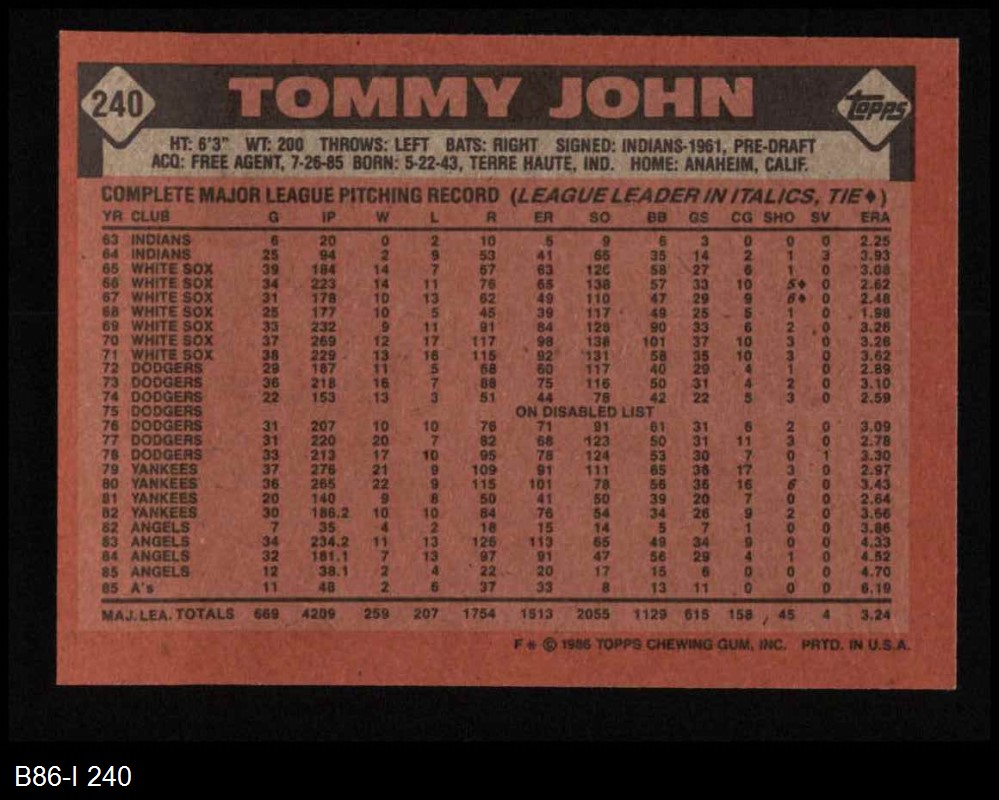 240 TOMMY JOHN TOPPS
HT: 6'3" WT: 200 THROWS: LEFT BATS: RIGHT SIGNED: INDIANS-1961, PRE-DRAFT
ACQ: FREE AGENT, 7-26-85 BORN: 5-22-43, TERRE HAUTE, IND. HOME: ANAHEIM, CALIF.
COMPLETE MAJOR LEAGUE PITCHING RECORD (LEAGUE LEADER IN ITALICS, TIE♦)
YR CLUB G IP W L R ER SO BB GS CG SHO SV ERA
63 INDIANS 6 20 0 2 10 5 9 6 3 0 0 0 2.25
64 INDIANS 25 94 2 9 53 41 65 35 14 2 1 3 3.93
65 WHITE SOX 39 184 14 7 67 63 126 58 27 6 1 0 3.08
66 WHITE SOX 34 223 14 11 76 65 138 57 33 10 5♦ 0 2.62
67 WHITE SOX 31 178 10 13 62 49 110 47 29 9 6♦ 0 2.48
68 WHITE SOX 25 177 10 5 45 39 117 49 25 5 1 0 1.98
69 WHITE SOX 33 232 9 11 91 84 128 90 33 6 2 0 3.26
70 WHITE SOX 37 269 12 17 117 98 138 101 37 10 3 0 3.28
71 WHITE SOX 38 229 13 16 115 92 131 58 35 10 3 0 3.62
72 DODGERS 29 187 11 5 68 60 117 40 29 4 1 0 2.89
73 DODGERS 36 218 16 7 88 75 116 50 31 4 2 0 3.10
74 DODGERS 22 153 13 3 51 44 78 42 22 5 3 0 2.59
75 DODGERS ON DISABLED LIST
76 DODGERS 31 207 10 10 76 71 91 61 31 6 2 0 3.09
77 DODGERS 31 220 20 7 82 68 123 50 31 11 3 0 2.78
78 DODGERS 33 213 17 10 95 78 124 53 30 7 0 1 3.30
79 YANKEES 37 276 21 9 109 91 111 65 36 17 3 0 2.97
80 YANKEES 36 265 22 9 115 101 78 56 36 16 6 0 3.43
81 YANKEES 20 140 9 8 50 41 50 39 20 7 0 0 2.64
82 YANKEES 30 186.2 10 10 84 76 54 34 26 9 2 0 3.66
82 ANGELS 7 35 4 2 18 15 14 5 7 1 0 0 3.86
83 ANGELS 34 234.2 11 13 126 113 65 49 34 9 0 0 4.33
84 ANGELS 32 181.1 7 13 97 91 47 56 29 4 1 0 4.52
85 ANGELS 12 38.1 2 4 22 20 17 15 6 0 0 0 4.70
85 A's 11 48 2 6 37 33 8 13 11 0 0 0 6.19
MAJ. LEA. TOTALS 669 4209 259 207 1754 1513 2055 1129 615 158 45 4 3.24
F * © 1986 TOPPS CHEWING GUM, INC. PRTD. IN U.S.A.
B86-I 240